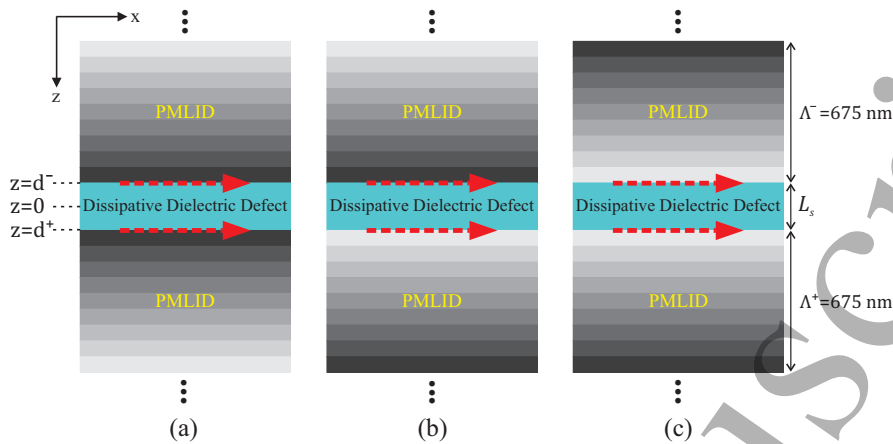 x
z
PMLID
PMLID
PMLID
Λ⁻=675 nm
z=d⁻
z=0
z=d⁺
Dissipative Dielectric Defect
Dissipative Dielectric Defect
Dissipative Dielectric Defect
Lₛ
PMLID
PMLID
PMLID
Λ⁺=675 nm
(a)
(b)
(c)